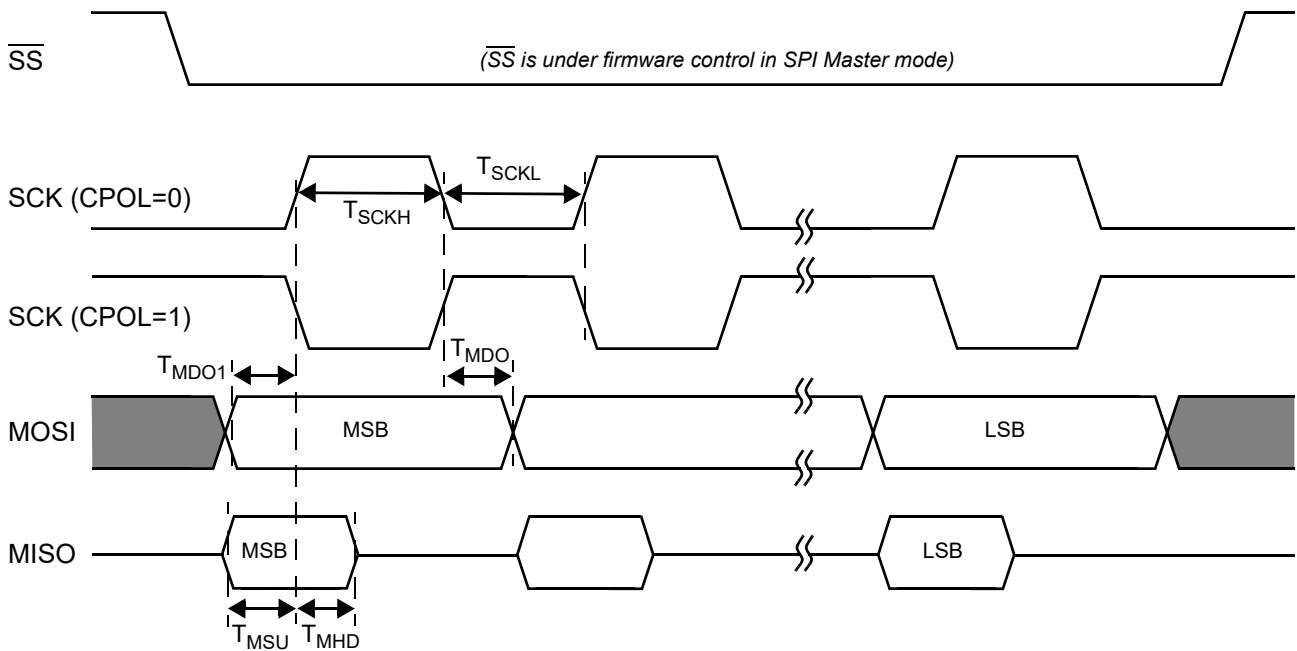 SS
(SS is under firmware control in SPI Master mode)
SCK (CPOL=0)
TSCKH
TSCKL
SCK (CPOL=1)
TMDO1
TMDO
MOSI
MSB
LSB
MISO
MSB
LSB
TMSU
TMHD